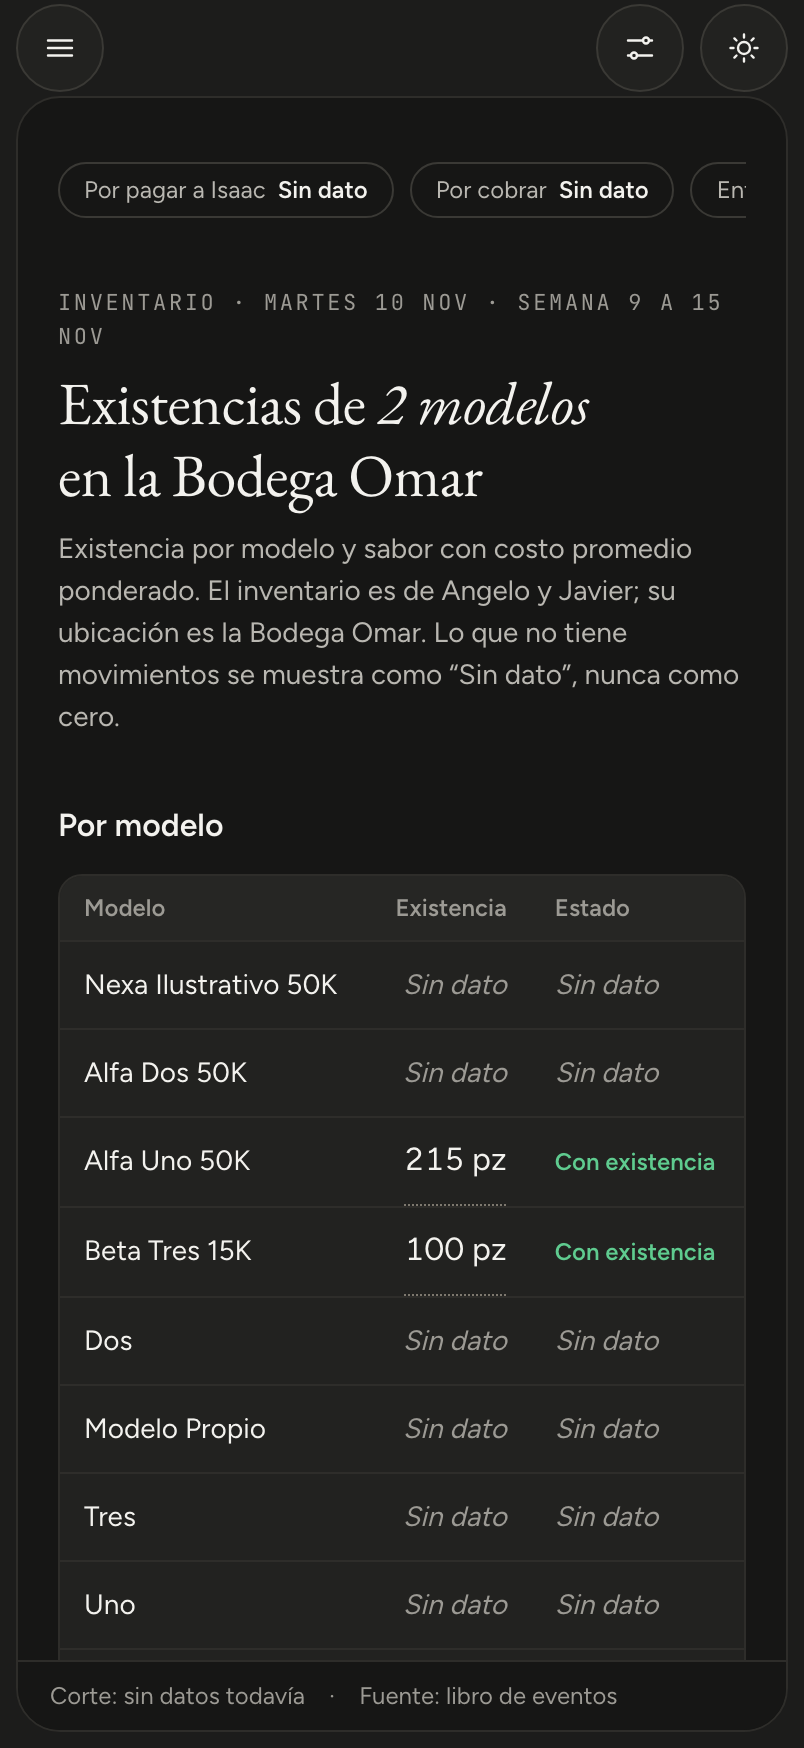 Por pagar a Isaac Sin dato Por cobrar Sin dato
INVENTARIO · MARTES 10 NOV · SEMANA 9 A 15
NOV
Existencias de 2 modelos
en la Bodega Omar
Existencia por modelo y sabor con costo promedio
ponderado. El inventario es de Angelo y Javier; su
ubicación es la Bodega Omar. Lo que no tiene
movimientos se muestra como “Sin dato”, nunca como
cero.
Por modelo
Modelo Existencia Estado
Nexa Ilustrativo 50K Sin dato Sin dato
Alfa Dos 50K Sin dato Sin dato
Alfa Uno 50K 215 pz Con existencia
Beta Tres 15K 100 pz Con existencia
Dos Sin dato Sin dato
Modelo Propio Sin dato Sin dato
Tres Sin dato Sin dato
Uno Sin dato Sin dato
Corte: sin datos todavía · Fuente: libro de eventos